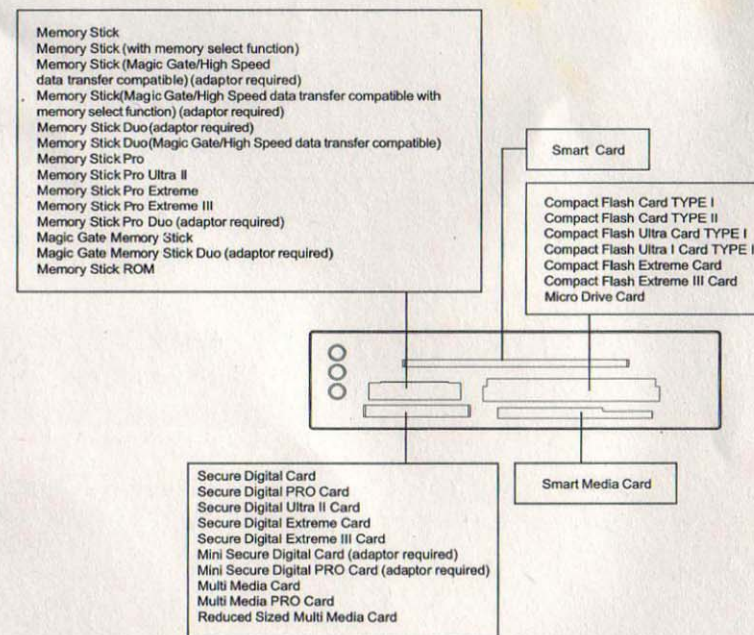 Memory Stick
Memory Stick (with memory select function)
Memory Stick (Magic Gate/High Speed
data transfer compatible) (adaptor required)
Memory Stick(Magic Gate/High Speed data transfer compatible with
memory select function) (adaptor required)
Memory Stick Duo(adaptor required)
Memory Stick Duo(Magic Gate/High Speed data transfer compatible)
Memory Stick Pro
Memory Stick Pro Ultra II
Memory Stick Pro Extreme
Memory Stick Pro Extreme III
Memory Stick Pro Duo (adaptor required)
Magic Gate Memory Stick
Magic Gate Memory Stick Duo (adaptor required)
Memory Stick ROM
Smart Card
Compact Flash Card TYPE I
Compact Flash Card TYPE II
Compact Flash Ultra Card TYPE I
Compact Flash Ultra I Card TYPE I
Compact Flash Extreme Card
Compact Flash Extreme III Card
Micro Drive Card
Secure Digital Card
Secure Digital PRO Card
Secure Digital Ultra II Card
Secure Digital Extreme Card
Secure Digital Extreme III Card
Mini Secure Digital Card (adaptor required)
Mini Secure Digital PRO Card (adaptor required)
Multi Media Card
Multi Media PRO Card
Reduced Sized Multi Media Card
Smart Media Card